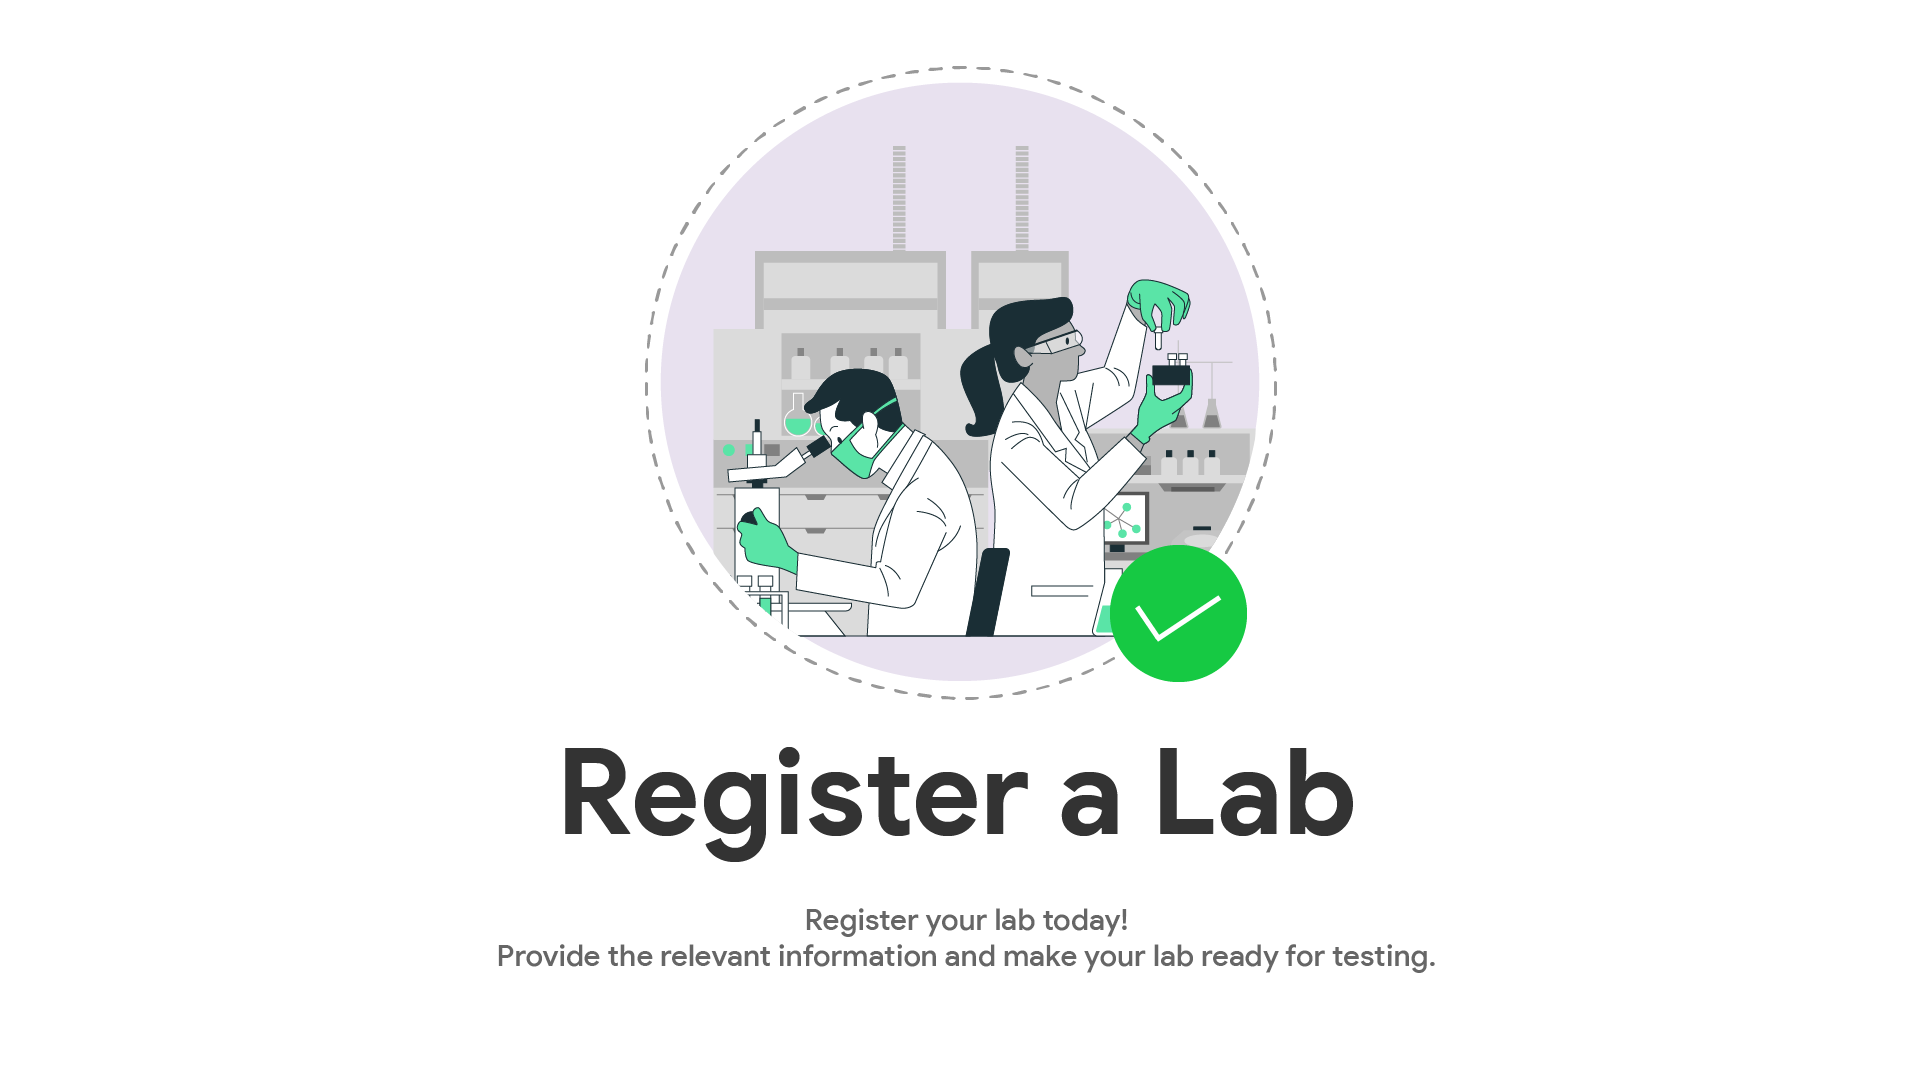 Register a Lab
Register your lab today!
Provide the relevant information and make your lab ready for testing.